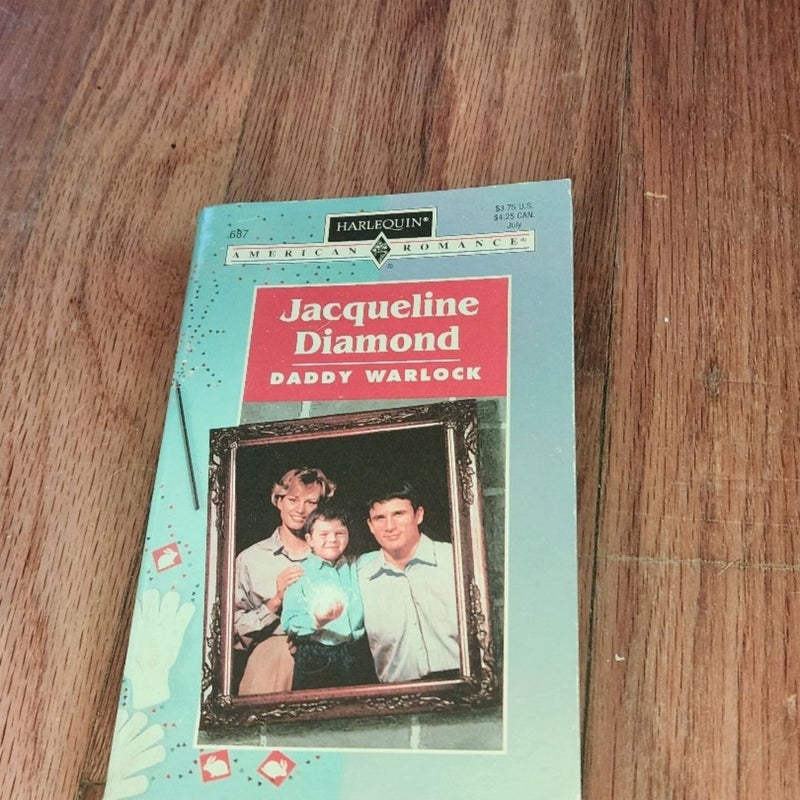 HARLEQUIN®
$3.75 U.S.
$4.25 CAN.
July
.687
AMERICAN ROMANCE®
®
Jacqueline
Diamond
DADDY WARLOCK